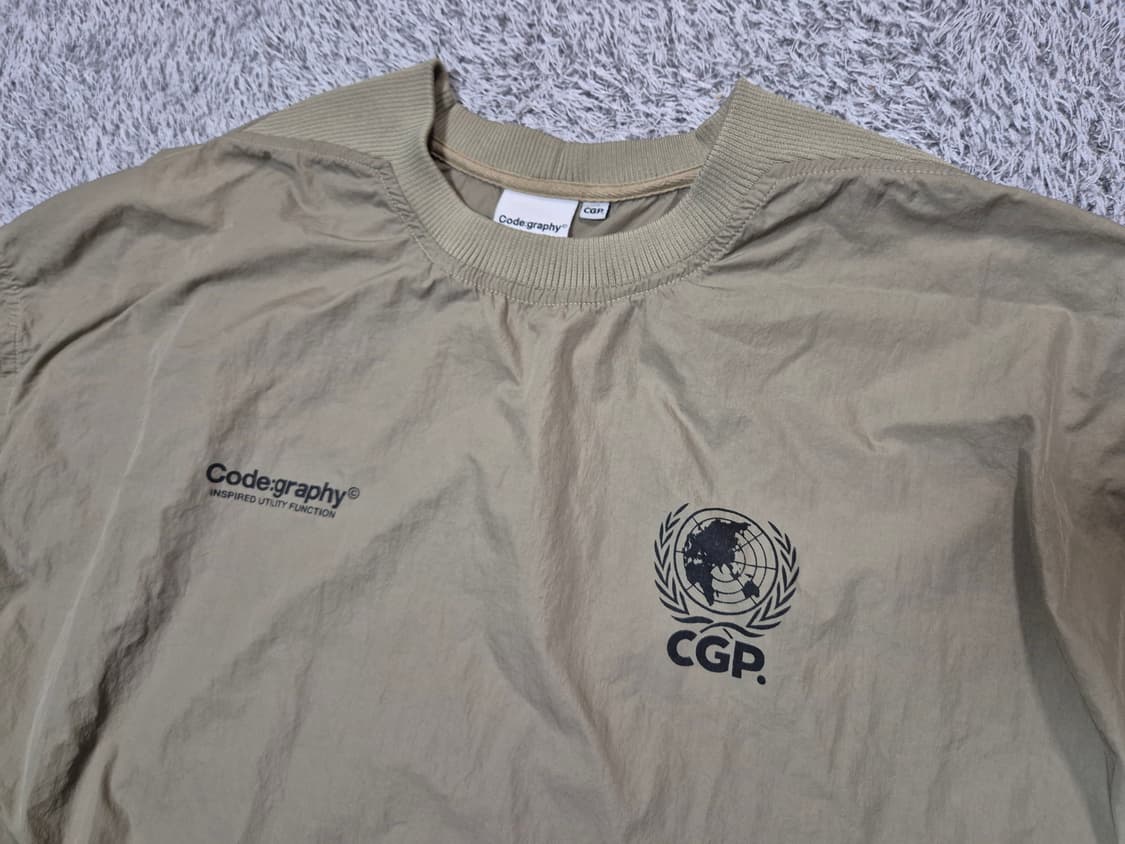 Code:graphy©
CGP.
Code:graphy©
INSPIRED UTILITY FUNCTION
CGP.